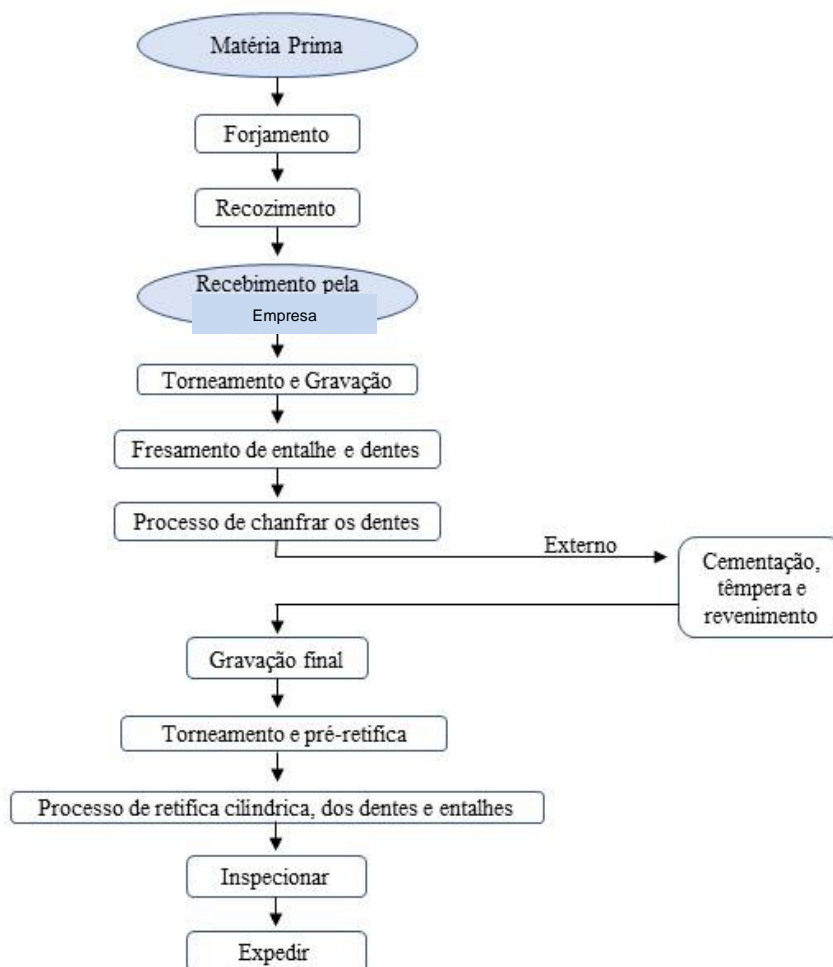 Matéria Prima
Forjamento
Recozimento
Recebimento pela
Empresa
Torneamento e Gravação
Fresamento de entalhe e dentes
Processo de chanfrar os dentes
Externo
Cementação,
têmpera e
revenimento
Gravação final
Torneamento e pré-retifica
Processo de retifica cilíndrica, dos dentes e entalhes
Inspecionar
Expedir